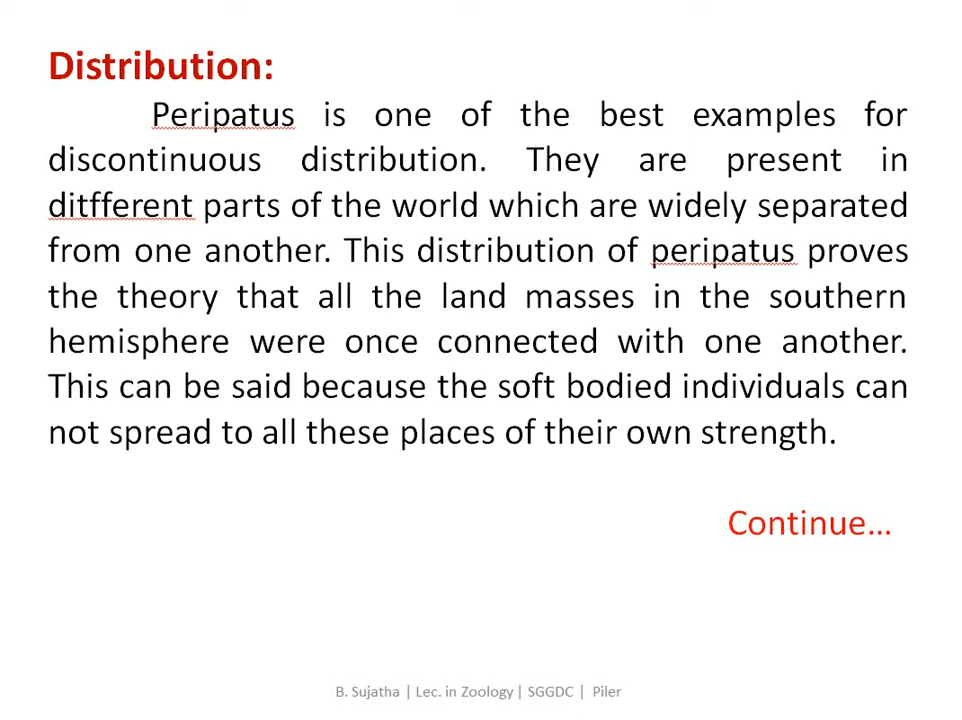 Distribution:
Peripatus is one of the best examples for
discontinuous distribution. They are present in
ditfferent parts of the world which are widely separated
from one another. This distribution of peripatus proves
the theory that all the land masses in the southern
hemisphere were once connected with one another.
This can be said because the soft bodied individuals can
not spread to all these places of their own strength.
Continue...
B. Sujatha | Lec. in Zoology | SGGDC | Piler